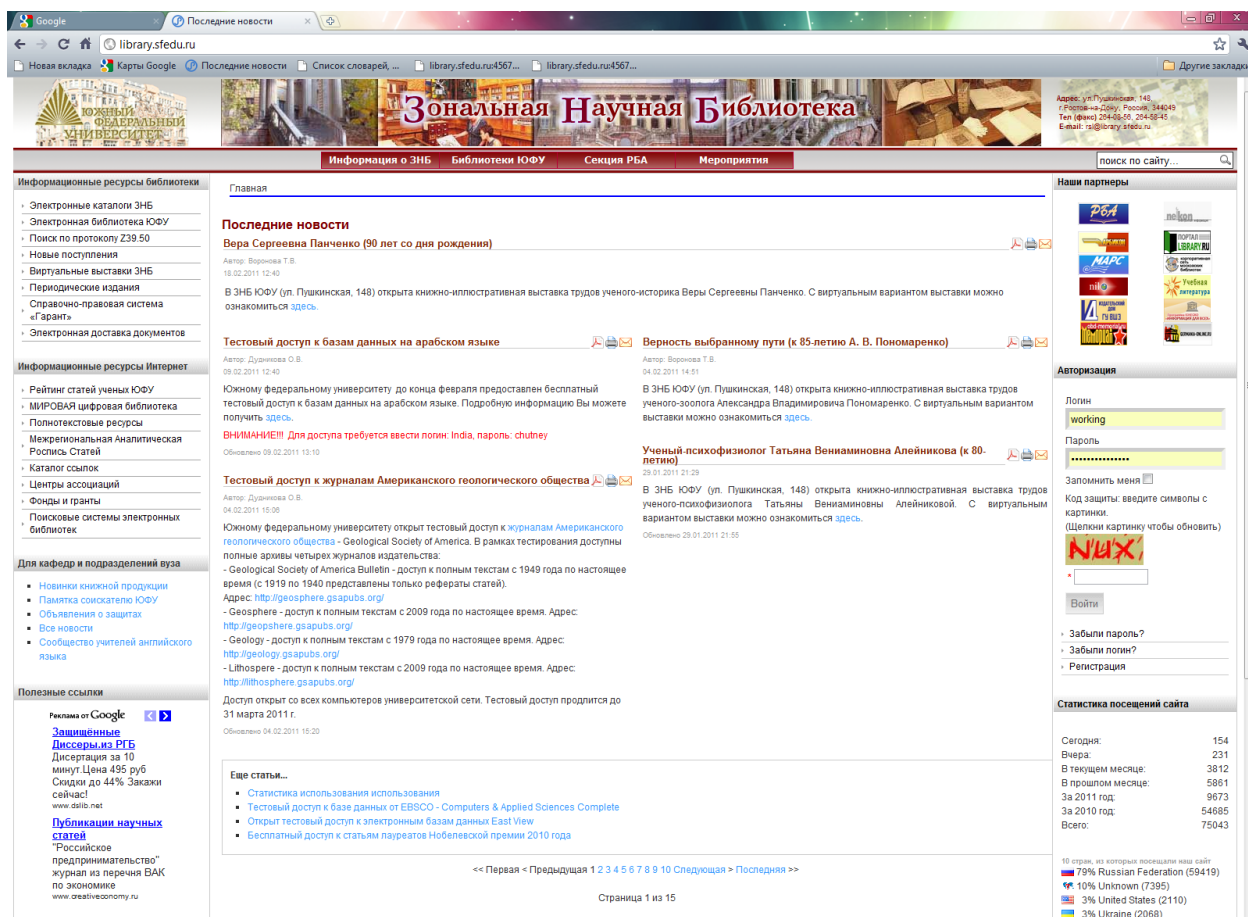 Google
Последние новости
library.sfedu.ru
Новая вкладка Карты Google Последние новости Список словарей, ... library.sfedu.ru:4567... library.sfedu.ru:4567... Другие закладки
ЮЖНЫЙ
ФЕДЕРАЛЬНЫЙ
УНИВЕРСИТЕТ
Зональная Научная Библиотека
Адрес: ул.Пушкинская, 148,
г.Ростов-на-Дону, Россия, 344049
Тел (факс) 264-06-56, 264-58-45
E-mail: rsl@library.sfedu.ru
Информация о ЗНБ Библиотеки ЮФУ Секция РБА Мероприятия
поиск по сайту...
Информационные ресурсы библиотеки
Электронные каталоги ЗНБ
Электронная библиотека ЮФУ
Поиск по протоколу Z39.50
Новые поступления
Виртуальные выставки ЗНБ
Периодические издания
Справочно-правовая система
«Гарант»
Электронная доставка документов
Информационные ресурсы Интернет
Рейтинг статей ученых ЮФУ
МИРОВАЯ цифровая библиотека
Полнотекстовые ресурсы
Межрегиональная Аналитическая
Роспись Статей
Каталог ссылок
Центры ассоциаций
Фонды и гранты
Поисковые системы электронных
библиотек
Для кафедр и подразделений вуза
Новинки книжной продукции
Памятка соискателю ЮФУ
Объявления о защитах
Все новости
Сообщество учителей английского
языка
Полезные ссылки
Реклама от Google
Защищённые
Диссеры.из РГБ
Дисертация за 10
минут.Цена 495 руб
Скидки до 44% Закажи
сейчас!
www.dslib.net
Публикации научных
статей
"Российское
предпринимательство"
журнал из перечня ВАК
по экономике
www.creativeconomy.ru
Главная
Последние новости
Вера Сергеевна Панченко (90 лет со дня рождения)
Автор: Воронова Т.В.
18.02.2011 12:40
В ЗНБ ЮФУ (ул. Пушкинская, 148) открыта книжно-иллюстративная выставка трудов ученого-историка Веры Сергеевны Панченко. С виртуальным вариантом выставки можно
ознакомиться здесь.
Тестовый доступ к базам данных на арабском языке
Автор: Дудникова О.В.
09.02.2011 12:40
Южному федеральному университету до конца февраля предоставлен бесплатный
тестовый доступ к базам данных на арабском языке. Подробную информацию Вы можете
получить здесь.
ВНИМАНИЕ!!! Для доступа требуется ввести логин: India, пароль: chutney
Обновлено 09.02.2011 13:10
Тестовый доступ к журналам Американского геологического общества
Автор: Дудникова О.В.
04.02.2011 15:06
Южному федеральному университету открыт тестовый доступ к журналам Американского
геологического общества - Geological Society of America. В рамках тестирования доступны
полные архивы четырех журналов издательства:
- Geological Society of America Bulletin - доступ к полным текстам с 1949 года по настоящее
время (с 1919 по 1940 представлены только рефераты статей).
Адрес: http://geosphere.gsapubs.org/
- Geosphere - доступ к полным текстам с 2009 года по настоящее время. Адрес:
http://geopshere.gsapubs.org/
- Geology - доступ к полным текстам с 1979 года по настоящее время. Адрес:
http://geology.gsapubs.org/
- Lithospere - доступ к полным текстам с 2009 года по настоящее время. Адрес:
http://lithosphere.gsapubs.org/
Доступ открыт со всех компьютеров университетской сети. Тестовый доступ продлится до
31 марта 2011 г.
Обновлено 04.02.2011 15:20
Верность выбранному пути (к 85-летию А. В. Пономаренко)
Автор: Воронова Т.В.
04.02.2011 14:51
В ЗНБ ЮФУ (ул. Пушкинская, 148) открыта книжно-иллюстративная выставка трудов
ученого-зоолога Александра Владимировича Пономаренко. С виртуальным вариантом
выставки можно ознакомиться здесь.
Ученый-психофизиолог Татьяна Вениаминовна Алейникова (к 80-
летию)
29.01.2011 21:29
В ЗНБ ЮФУ (ул. Пушкинская, 148) открыта книжно-иллюстративная выставка трудов
ученого-психофизиолога Татьяны Вениаминовны Алейниковой. С виртуальным
вариантом выставки можно ознакомиться здесь.
Обновлено 29.01.2011 21:55
Еще статьи...
Статистика использования использования
Тестовый доступ к базе данных от EBSCO - Computers & Applied Sciences Complete
Открыт тестовый доступ к электронным базам данных East View
Бесплатный доступ к статьям лауреатов Нобелевской премии 2010 года
<< Первая < Предыдущая 1 2 3 4 5 6 7 8 9 10 Следующая > Последняя >>
Страница 1 из 15
Наши партнеры
РБА
neikon
АРБИКОН
ПОРТАЛ
LIBRARY.RU
МАРС
корпоративная
сеть
московских
библиотек
nilc
Учебная
литература
ИЗДАТЕЛЬСКИЙ
ДОМ
ГУ ВШЭ
obd-memorial.ru
Мемориал
Авторизация
Логин
working
Пароль
Запомнить меня
Код защиты: введите символы с
картинки.
(Щелкни картинку чтобы обновить)
NUX
*
Войти
Забыли пароль?
Забыли логин?
Регистрация
Статистика посещений сайта
Сегодня: 154
Вчера: 231
В текущем месяце: 3812
В прошлом месяце: 5861
За 2011 год: 9673
За 2010 год: 54685
Всего: 75043
10 стран, из которых посещали наш сайт
79% Russian Federation (59419)
10% Unknown (7395)
3% United States (2110)
3% Ukraine (2068)